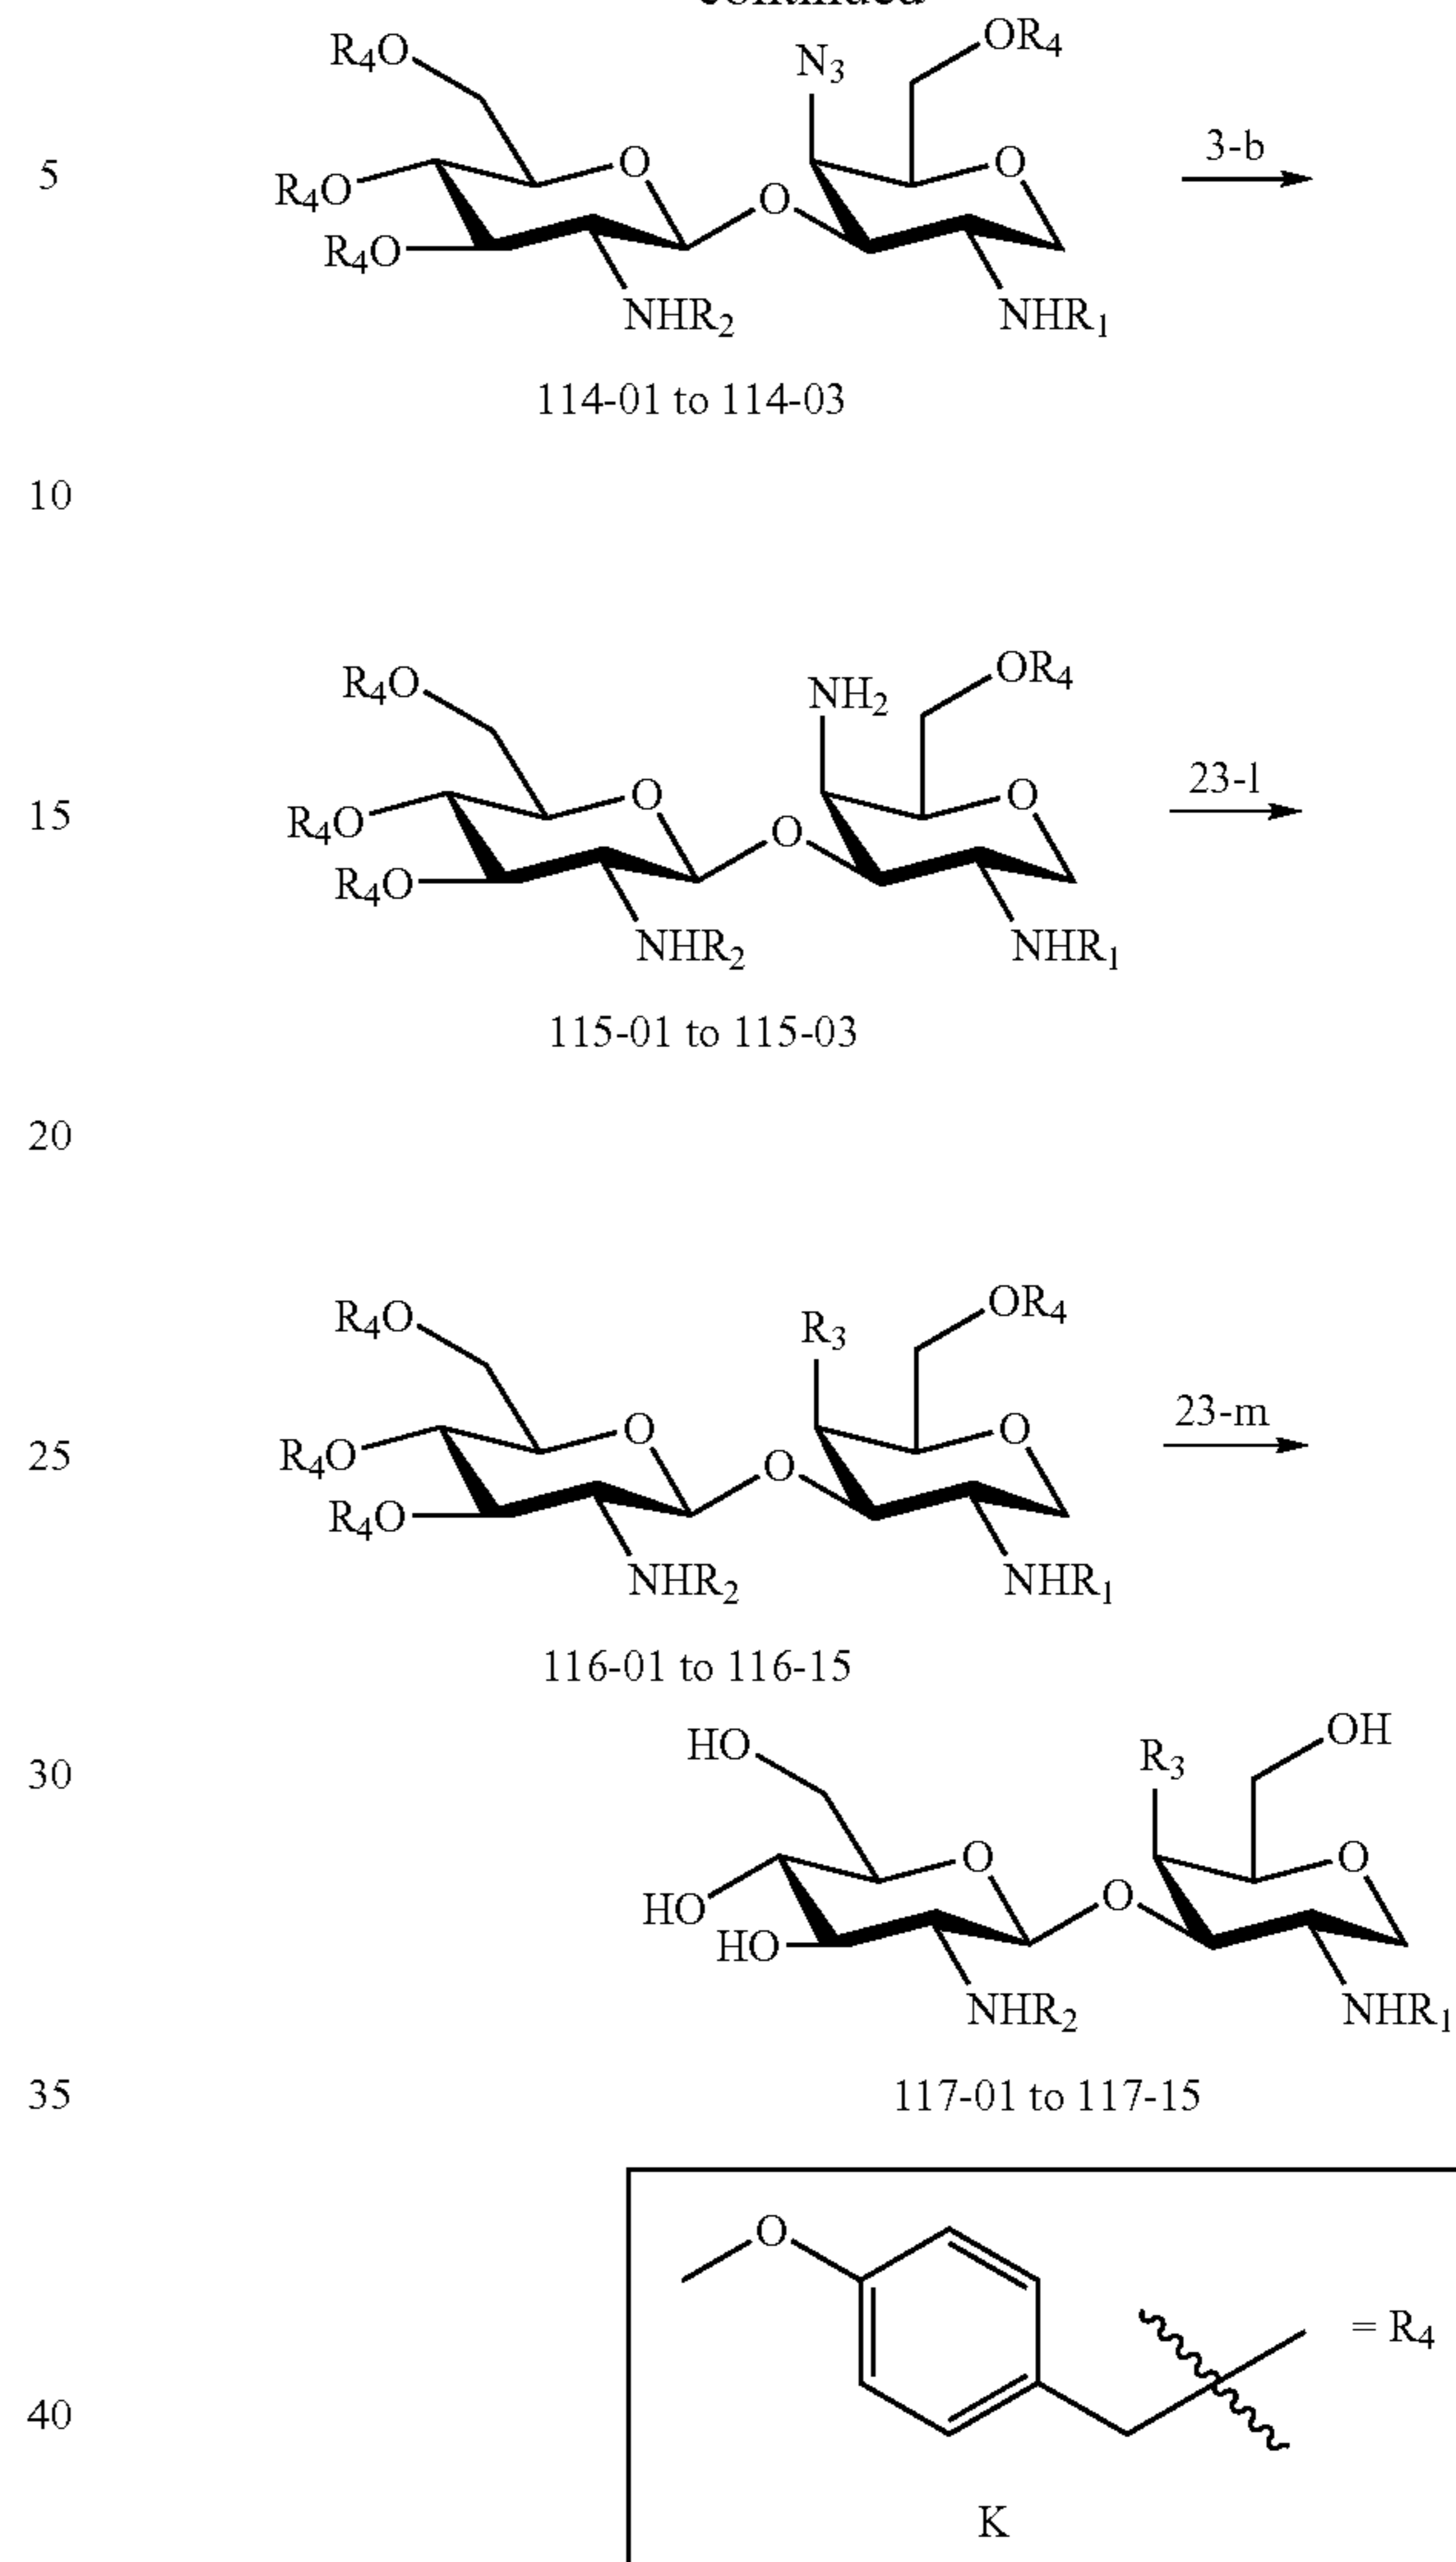 continued
R4O
N3
OR4
O
O
3-b
5
R4O
O
R4O
NHR2
NHR1
114-01 to 114-03
10
R4O
NH2
OR4
O
O
23-l
15
R4O
O
R4O
NHR2
NHR1
115-01 to 115-03
20
R4O
R3
OR4
O
O
23-m
25
R4O
O
R4O
NHR2
NHR1
116-01 to 116-15
HO
R3
OH
30
O
O
HO
O
HO
NHR2
NHR1
35
117-01 to 117-15
O
= R4
40
K